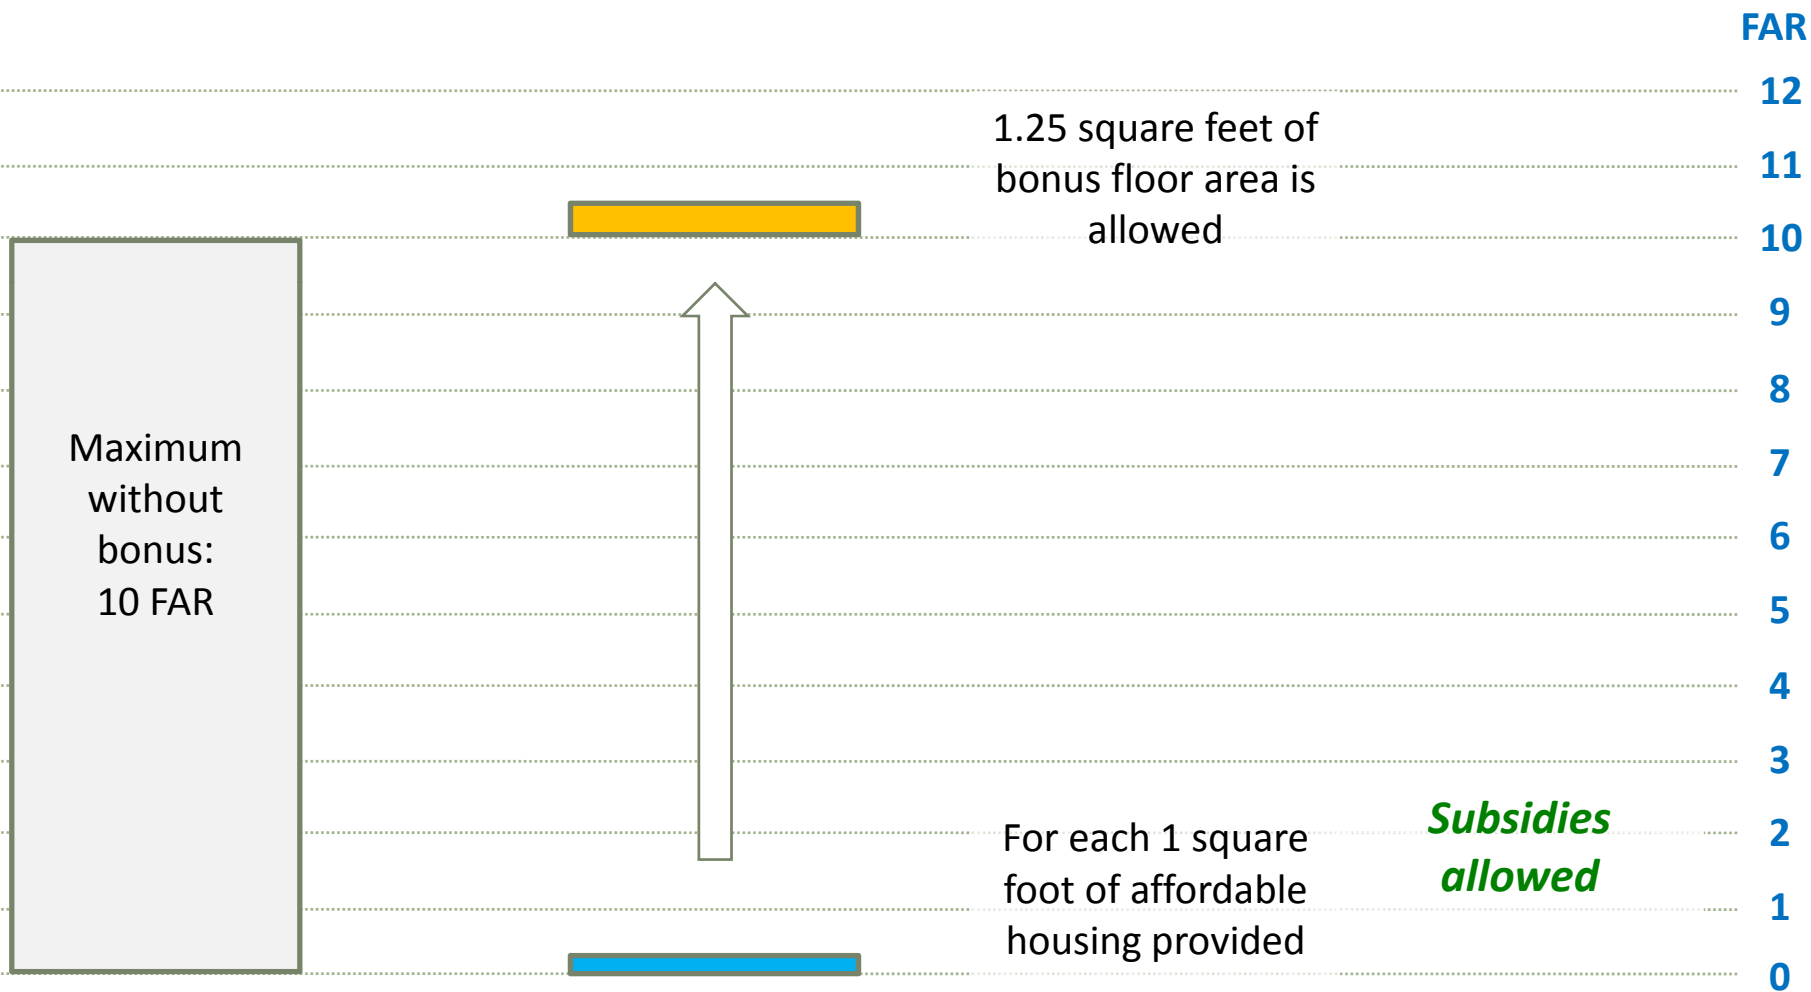 FAR
12
1.25 square feet of
bonus floor area is
allowed
11
10
9
8
Maximum
without
bonus:
10 FAR
7
6
5
4
3
For each 1 square
foot of affordable
housing provided
Subsidies
allowed
2
1
0